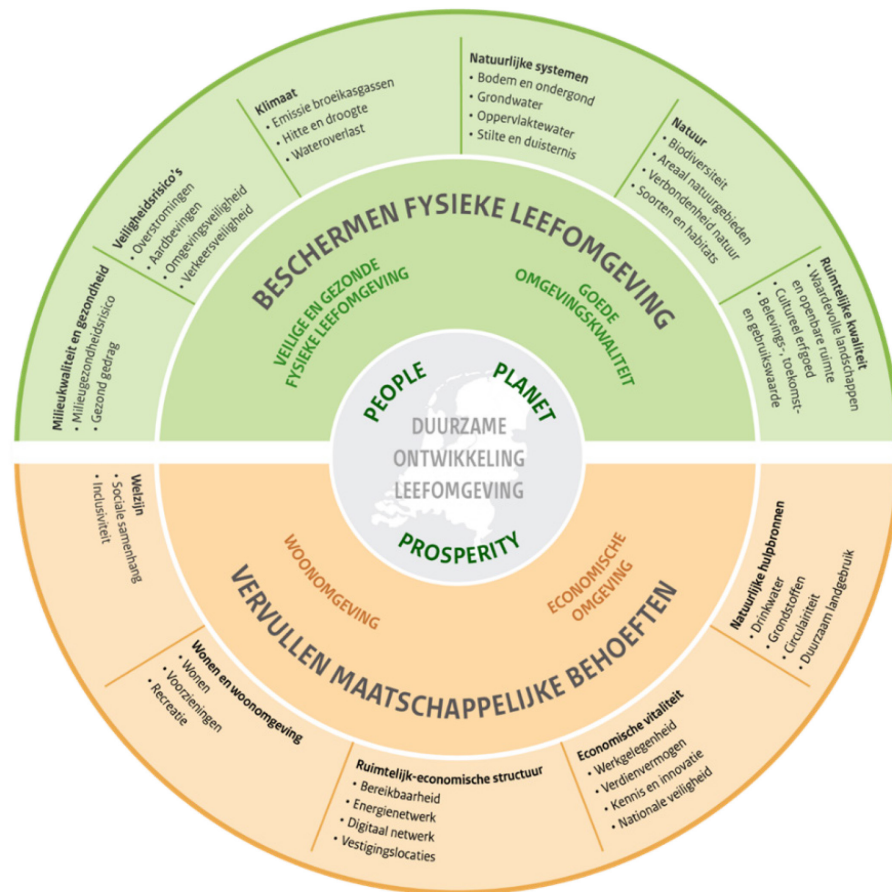 Milieukwaliteit en gezondheid
• Milieugezondheidsrisico
• Gezond gedrag
Veiligheidsrisico's
• Overstromingen
• Aardbevingen
• Omgevingsveiligheid
• Verkeersveiligheid
Klimaat
• Emissie broeikasgassen
• Hitte en droogte
• Wateroverlast
Natuurlijke systemen
• Bodem en ondergond
• Grondwater
• Oppervlaktewater
• Stilte en duisternis
Natuur
• Biodiversiteit
• Areaal natuurgebieden
• Verbondenheid natuur
• Soorten en habitats
Ruimtelijke kwaliteit
• Waardevolle landschappen
en openbare ruimte
• Cultureel erfgoed
• Belevings-, toekomst-
en gebruikswaarde
BESCHERMEN FYSIEKE LEEFOMGEVING
VEILIGE EN GEZONDE
FYSIEKE LEEFOMGEVING
GOEDE
OMGEVINGSKWALITEIT
PEOPLE
PLANET
DUURZAME
ONTWIKKELING
LEEFOMGEVING
PROSPERITY
WOONOMGEVING
ECONOMISCHE
OMGEVING
VERVULLEN MAATSCHAPPELIJKE BEHOEFTEN
Welzijn
• Sociale samenhang
• Inclusiviteit
Wonen en woonomgeving
• Wonen
• Voorzieningen
• Recreatie
Ruimtelijk-economische structuur
• Bereikbaarheid
• Energienetwerk
• Digitaal netwerk
• Vestigingslocaties
Economische vitaliteit
• Werkgelegenheid
• Verdienvermogen
• Kennis en innovatie
• Nationale veiligheid
Natuurlijke hulpbronnen
• Drinkwater
• Grondstoffen
• Circulairiteit
• Duurzaam landgebruik